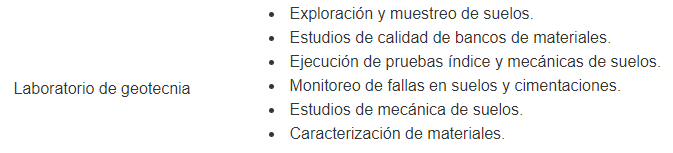 Laboratorio de geotecnia
• Exploración y muestreo de suelos.
• Estudios de calidad de bancos de materiales.
• Ejecución de pruebas índice y mecánicas de suelos.
• Monitoreo de fallas en suelos y cimentaciones.
• Estudios de mecánica de suelos.
• Caracterización de materiales.